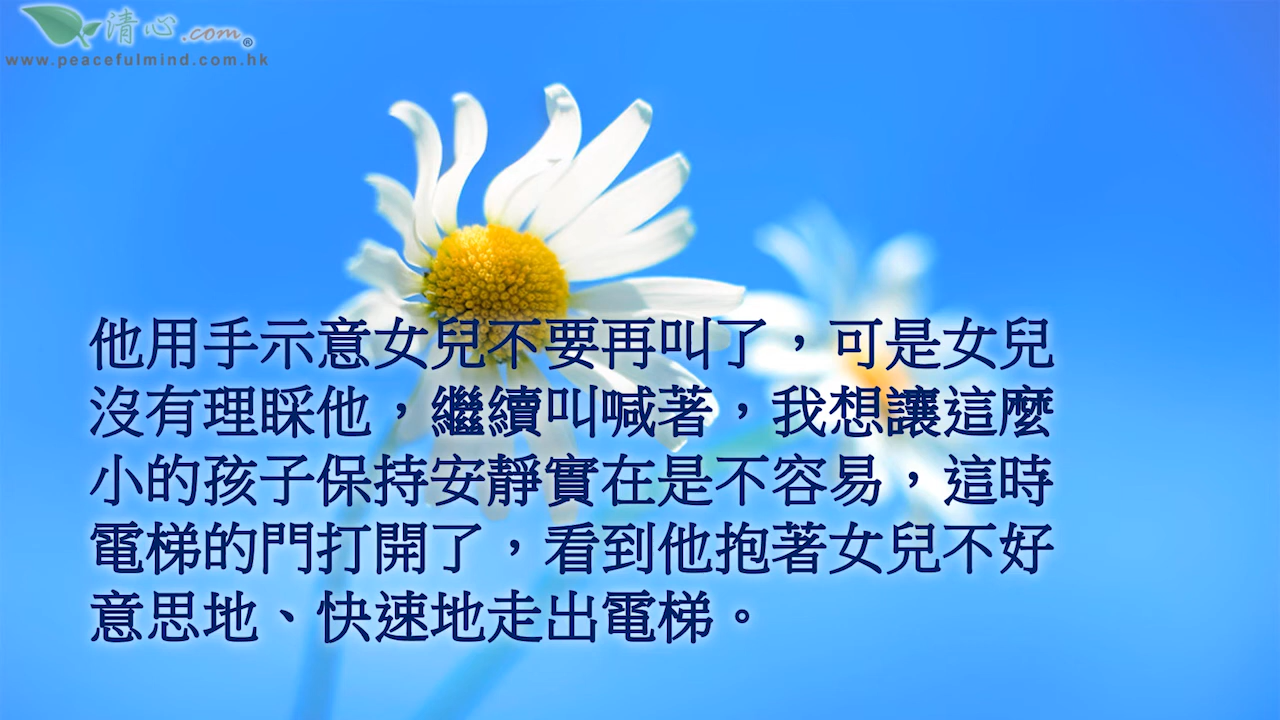 清心.com®
www.peacefulmind.com.hk
他用手示意女兒不要再叫了，可是女兒
沒有理睬他，繼續叫喊著，我想讓這麼
小的孩子保持安靜實在是不容易，這時
電梯的門打開了，看到他抱著女兒不好
意思地、快速地走出電梯。